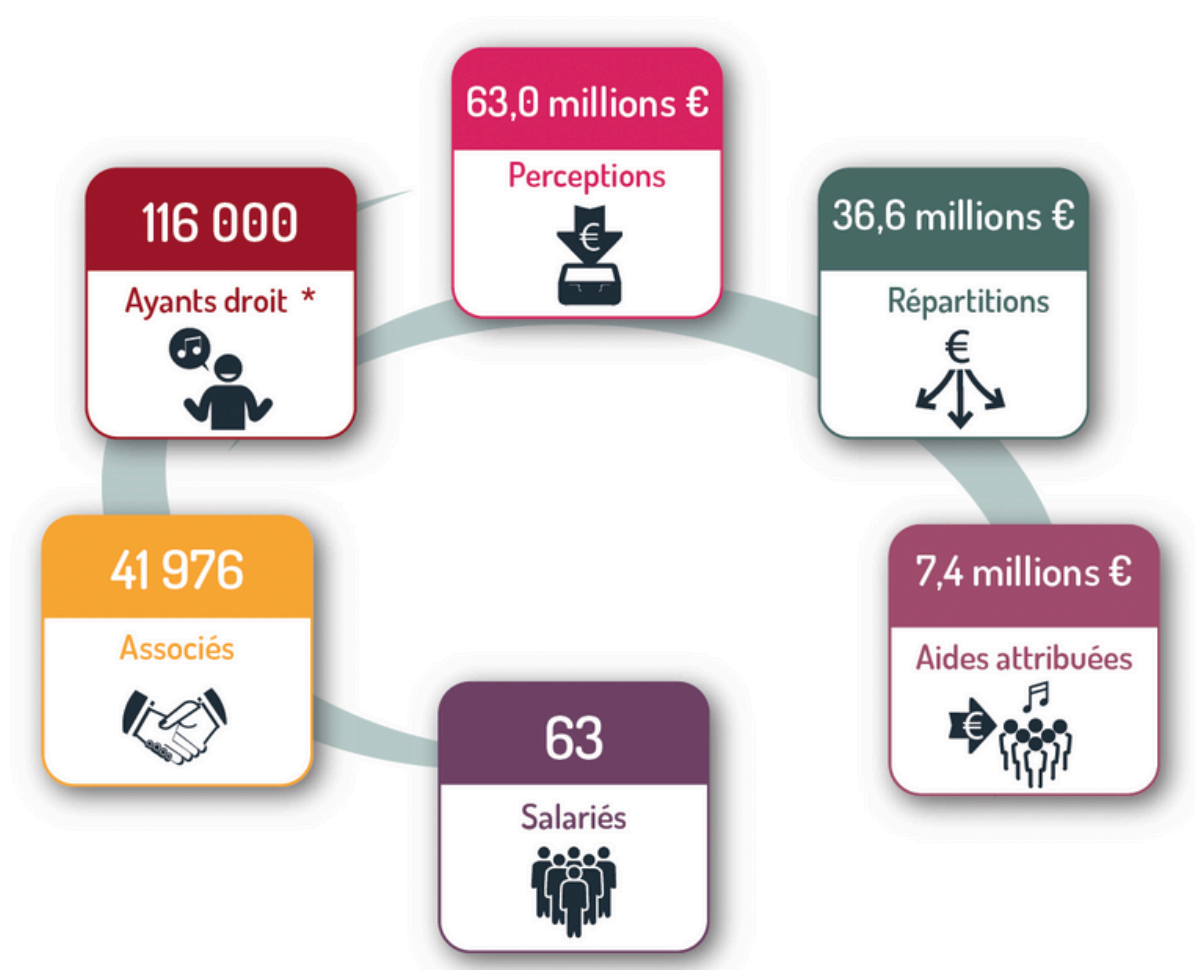 63,0 millions €
Perceptions
€
116 000
Ayants droit *
36,6 millions €
Répartitions
€
41 976
Associés
7,4 millions €
Aides attribuées
€
63
Salariés